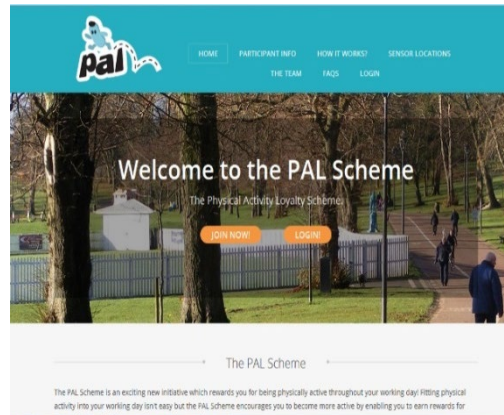 pal
HOME PARTICIPANT INFO HOW IT WORKS? SENSOR LOCATIONS
THE TEAM FAQS LOGIN
Welcome to the PAL Scheme
The Physical Activity Loyalty Scheme.
JOIN NOW! LOGIN!
The PAL Scheme
The PAL Scheme is an exciting new initiative which rewards you for being physically active throughout your working day! Fitting physical
activity into your working day isn't easy but the PAL Scheme encourages you to become more active by enabling you to earn rewards for